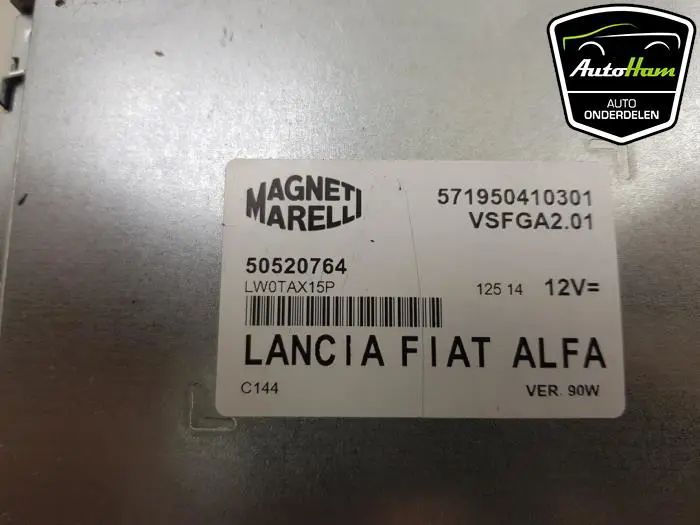 AutoHam
AUTO
ONDERDELEN
MAGNETI
MARELLI
571950410301
VSFGA2.01
50520764
LW0TAX15P
125 14 12V=
LANCIA FIAT ALFA
C144
VER. 90W